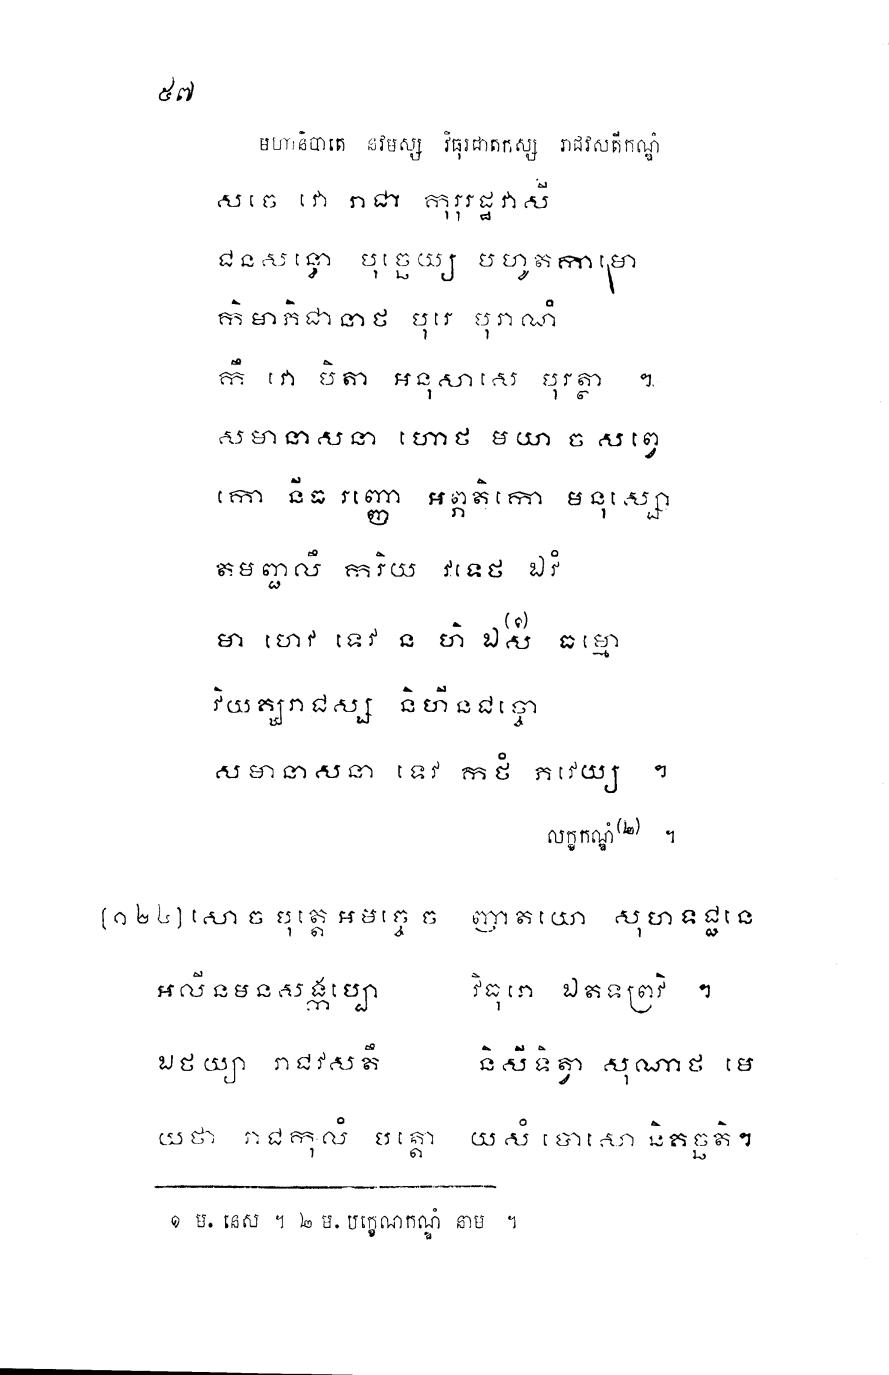 ៥៧
មហានិបាតេ នវមស្ស វិធុរជាតកស្ស រាជវសតីកណ្ឌំ
សចេ វោ រាជា កុរុរដ្ឋវាសី
ជនសន្ធោ បុច្ឆេយ្យ បហូតកាមោ
កិមាភិជានាថ បុរេ បុរាណំ
កឹ វោ បិតា អនុសាសេ បុរត្ថា ។
សមានាសនា ហោថ មយា ច សព្វេ
កោ នីធ រញ្ញោ អព្ភតិកោ មនុស្សោ
តមញ្ជលឹ ករិយ វទេថ ឯវំ
មា ហេវ ទេវ ន ហិ ឯស(១) ធម្មោ
វិយគ្ឃរាជស្ស និហីនជច្ចោ
សមានាសនា ទេវ កថំ ភវេយ្យ ។
លក្ខកណ្ឌំ(២) ។
[១២៤] សោ ច បុត្តេ អមច្ចេ ច ញាតយោ សុហទជ្ជនេ
អលីនមនសង្កប្បោ វិធុរោ ឯតទព្រវិ ។
ឯថយ្យា រាជវសតឹ និសីទិត្វា សុណាថ មេ
យថា រាជកុលំ បត្តោ យសំ បោសោ និគច្ឆតិ។
១ ម. នេស ។ ២ ម. បក្ខេណកណ្ឌំ នាម ។